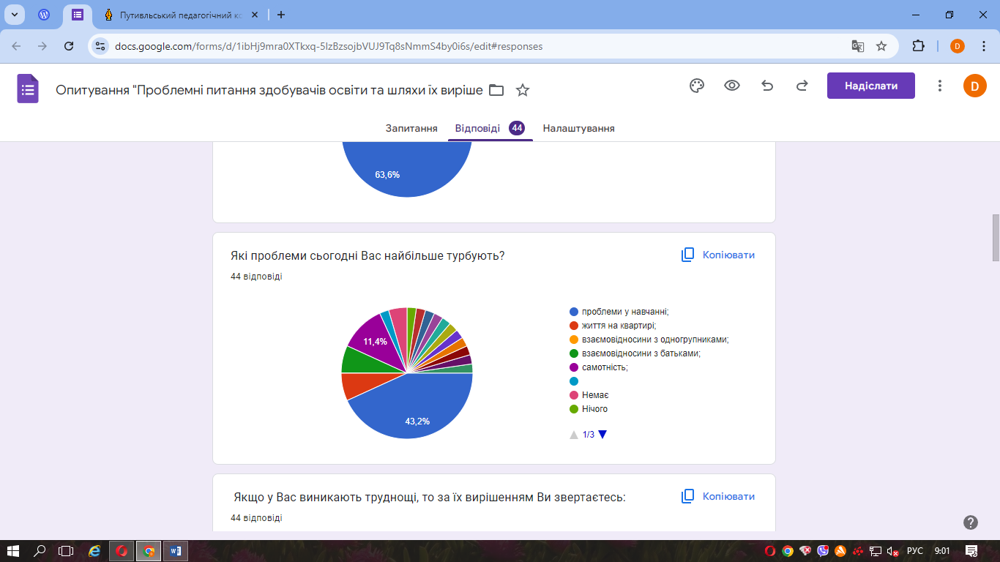 Путивльський педагогічний ко
docs.google.com/forms/d/1ibHj9mra0XTkxq-5IzBzsojbVUJ9Tq8sNmmS4by0i6s/edit#responses
D
Опитування "Проблемні питання здобувачів освіти та шляхи їх виріше
Надіслати
D
Запитання
Відповіді 44
Налаштування
63,6%
Які проблеми сьогодні Вас найбільше турбують?
Копіювати
44 відповіді
11,4%
43,2%
проблеми у навчанні;
життя на квартирі;
взаємовідносини з одногрупниками;
взаємовідносини з батьками;
самотність;
Немає
Нічого
1/3
Якщо у Вас виникають труднощі, то за їх вирішенням Ви звертаєтесь:
Копіювати
44 відповіді
РУС
9:01